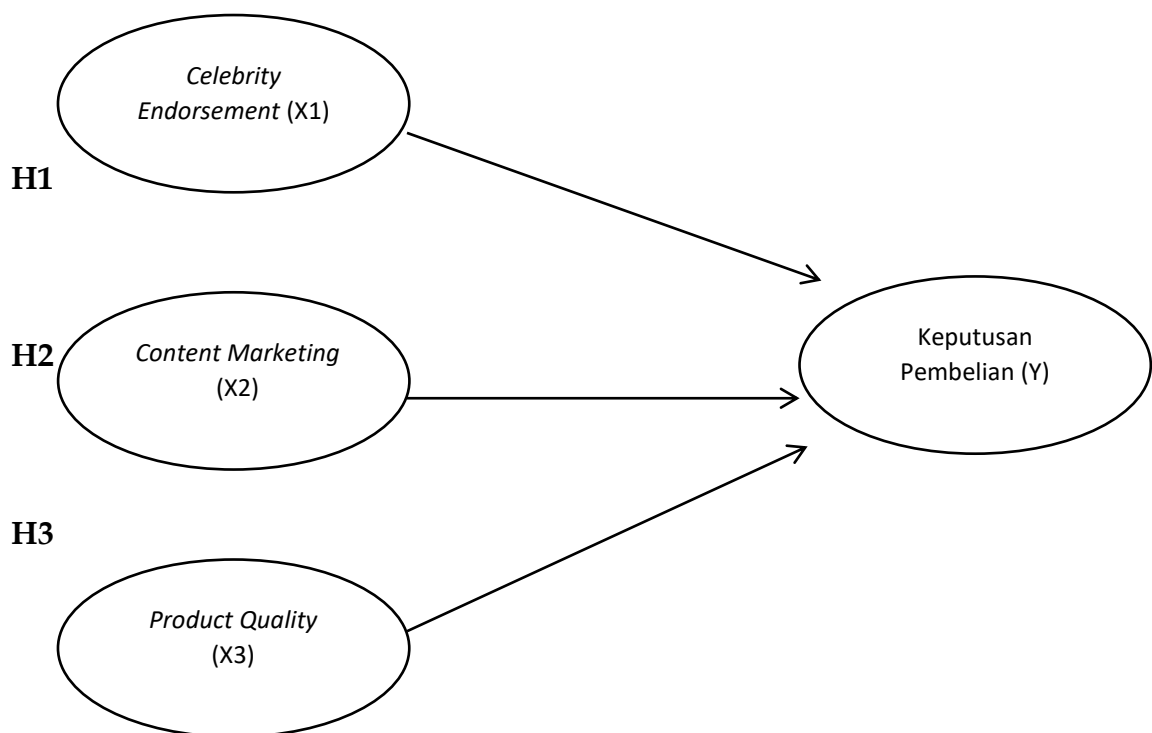 Celebrity
Endorsement (X1)
H1
H2
Content Marketing
(X2)
Keputusan
Pembelian (Y)
H3
Product Quality
(X3)